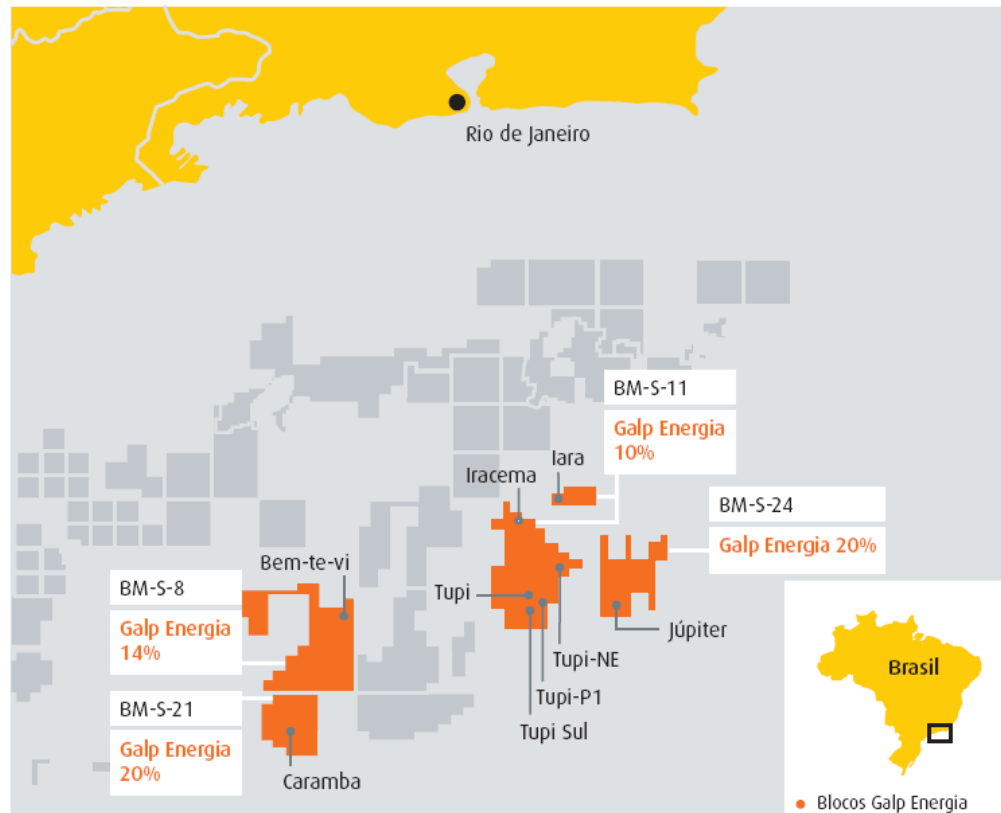 Rio de Janeiro
BM-S-11
Galp Energia
10%
Iara
Iracema
BM-S-24
Galp Energia 20%
Bem-te-vi
BM-S-8
Galp Energia
14%
Tupi
Júpiter
Tupi-NE
Tupi-P1
Tupi Sul
BM-S-21
Galp Energia
20%
Caramba
Brasil
Blocos Galp Energia